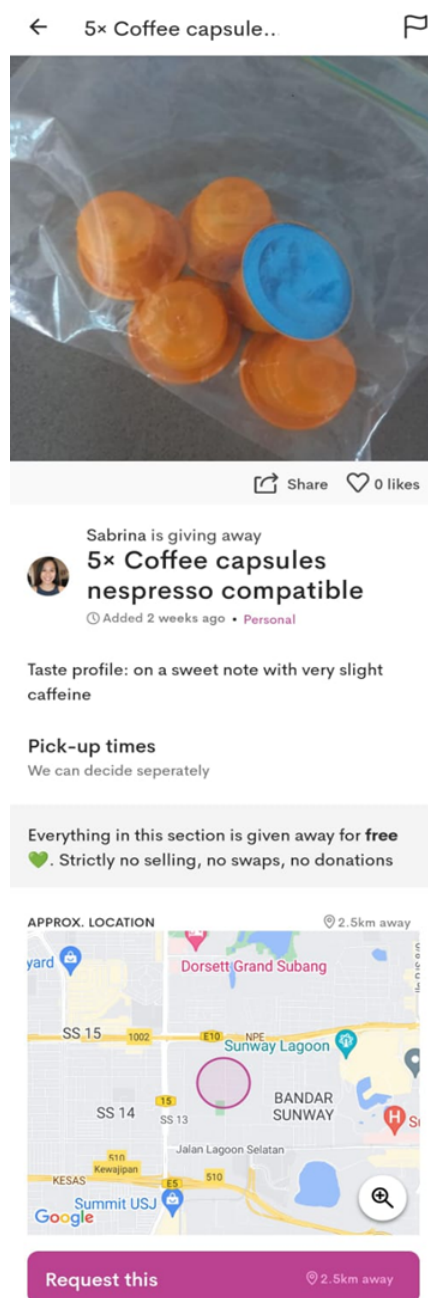 5× Coffee capsule..
Share
0 likes
Sabrina is giving away
5× Coffee capsules
nespresso compatible
Added 2 weeks ago • Personal
Taste profile: on a sweet note with very slight
caffeine
Pick-up times
We can decide seperately
Everything in this section is given away for free
💚. Strictly no selling, no swaps, no donations
APPROX. LOCATION
2.5km away
yard
Dorsett Grand Subang
SS 15
1002
E10
NPE
Sunway Lagoon
15
SS 14
SS 13
BANDAR
SUNWAY
Jalan Lagoon Selatan
510
Kewajipan
KESAS
E5
510
Summit USJ
Google
Request this
2.5km away